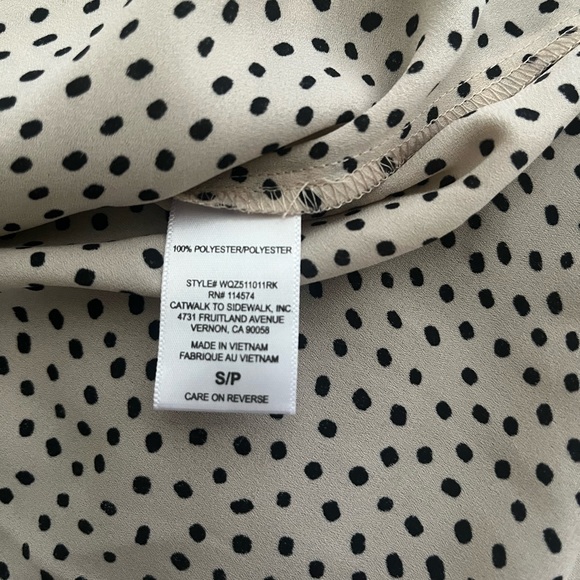 100% POLYESTER/POLYESTER
STYLE# WQZ511011RK
RN# 114574
CATWALK TO SIDEWALK, INC
4731 FRUITLAND AVENUE
VERNON, CA 90058
MADE IN VIETNAM
FABRIQUE AU VIETNAM
S/P
CARE ON REVERSE